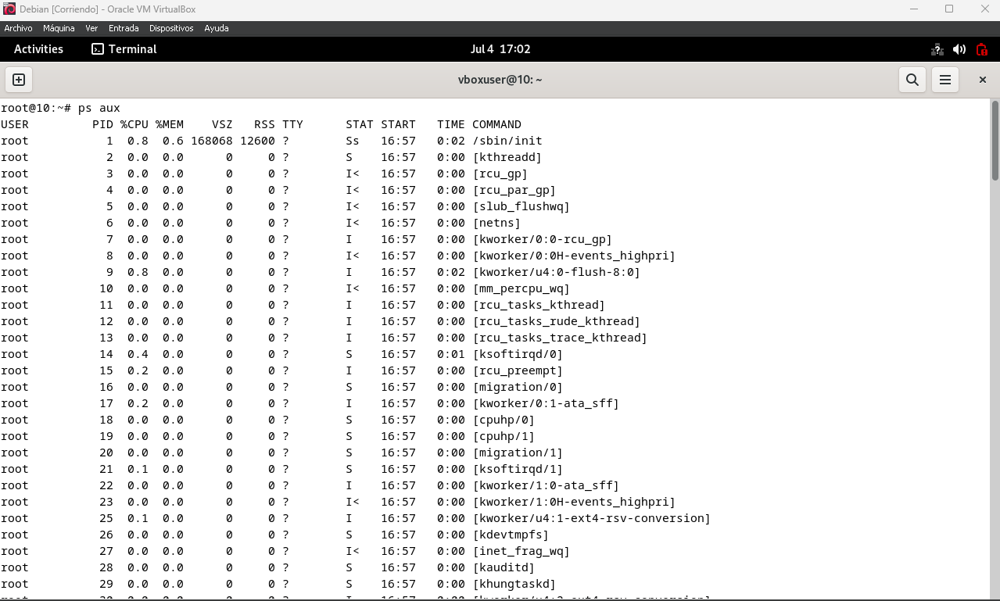 Debian [Corriendo] - Oracle VM VirtualBox
Archivo Máquina Ver Entrada Dispositivos Ayuda
Activities Terminal Jul 4 17:02
vboxuser@10: ~
root@10:~# ps aux
USER         PID %CPU %MEM    VSZ   RSS TTY      STAT START   TIME COMMAND
root           1  0.8  0.6 168068 12600 ?        Ss   16:57   0:02 /sbin/init
root           2  0.0  0.0      0     0 ?        S    16:57   0:00 [kthreadd]
root           3  0.0  0.0      0     0 ?        I<   16:57   0:00 [rcu_gp]
root           4  0.0  0.0      0     0 ?        I<   16:57   0:00 [rcu_par_gp]
root           5  0.0  0.0      0     0 ?        I<   16:57   0:00 [slub_flushwq]
root           6  0.0  0.0      0     0 ?        I<   16:57   0:00 [netns]
root           7  0.0  0.0      0     0 ?        I    16:57   0:00 [kworker/0:0-rcu_gp]
root           8  0.0  0.0      0     0 ?        I<   16:57   0:00 [kworker/0:0H-events_highpri]
root           9  0.8  0.0      0     0 ?        I    16:57   0:02 [kworker/u4:0-flush-8:0]
root          10  0.0  0.0      0     0 ?        I<   16:57   0:00 [mm_percpu_wq]
root          11  0.0  0.0      0     0 ?        I    16:57   0:00 [rcu_tasks_kthread]
root          12  0.0  0.0      0     0 ?        I    16:57   0:00 [rcu_tasks_rude_kthread]
root          13  0.0  0.0      0     0 ?        I    16:57   0:00 [rcu_tasks_trace_kthread]
root          14  0.4  0.0      0     0 ?        S    16:57   0:01 [ksoftirqd/0]
root          15  0.2  0.0      0     0 ?        I    16:57   0:00 [rcu_preempt]
root          16  0.0  0.0      0     0 ?        S    16:57   0:00 [migration/0]
root          17  0.2  0.0      0     0 ?        I    16:57   0:00 [kworker/0:1-ata_sff]
root          18  0.0  0.0      0     0 ?        S    16:57   0:00 [cpuhp/0]
root          19  0.0  0.0      0     0 ?        S    16:57   0:00 [cpuhp/1]
root          20  0.0  0.0      0     0 ?        S    16:57   0:00 [migration/1]
root          21  0.1  0.0      0     0 ?        S    16:57   0:00 [ksoftirqd/1]
root          22  0.0  0.0      0     0 ?        I    16:57   0:00 [kworker/1:0-ata_sff]
root          23  0.0  0.0      0     0 ?        I<   16:57   0:00 [kworker/1:0H-events_highpri]
root          25  0.1  0.0      0     0 ?        I    16:57   0:00 [kworker/u4:1-ext4-rsv-conversion]
root          26  0.0  0.0      0     0 ?        S    16:57   0:00 [kdevtmpfs]
root          27  0.0  0.0      0     0 ?        I<   16:57   0:00 [inet_frag_wq]
root          28  0.0  0.0      0     0 ?        S    16:57   0:00 [kauditd]
root          29  0.0  0.0      0     0 ?        S    16:57   0:00 [khungtaskd]